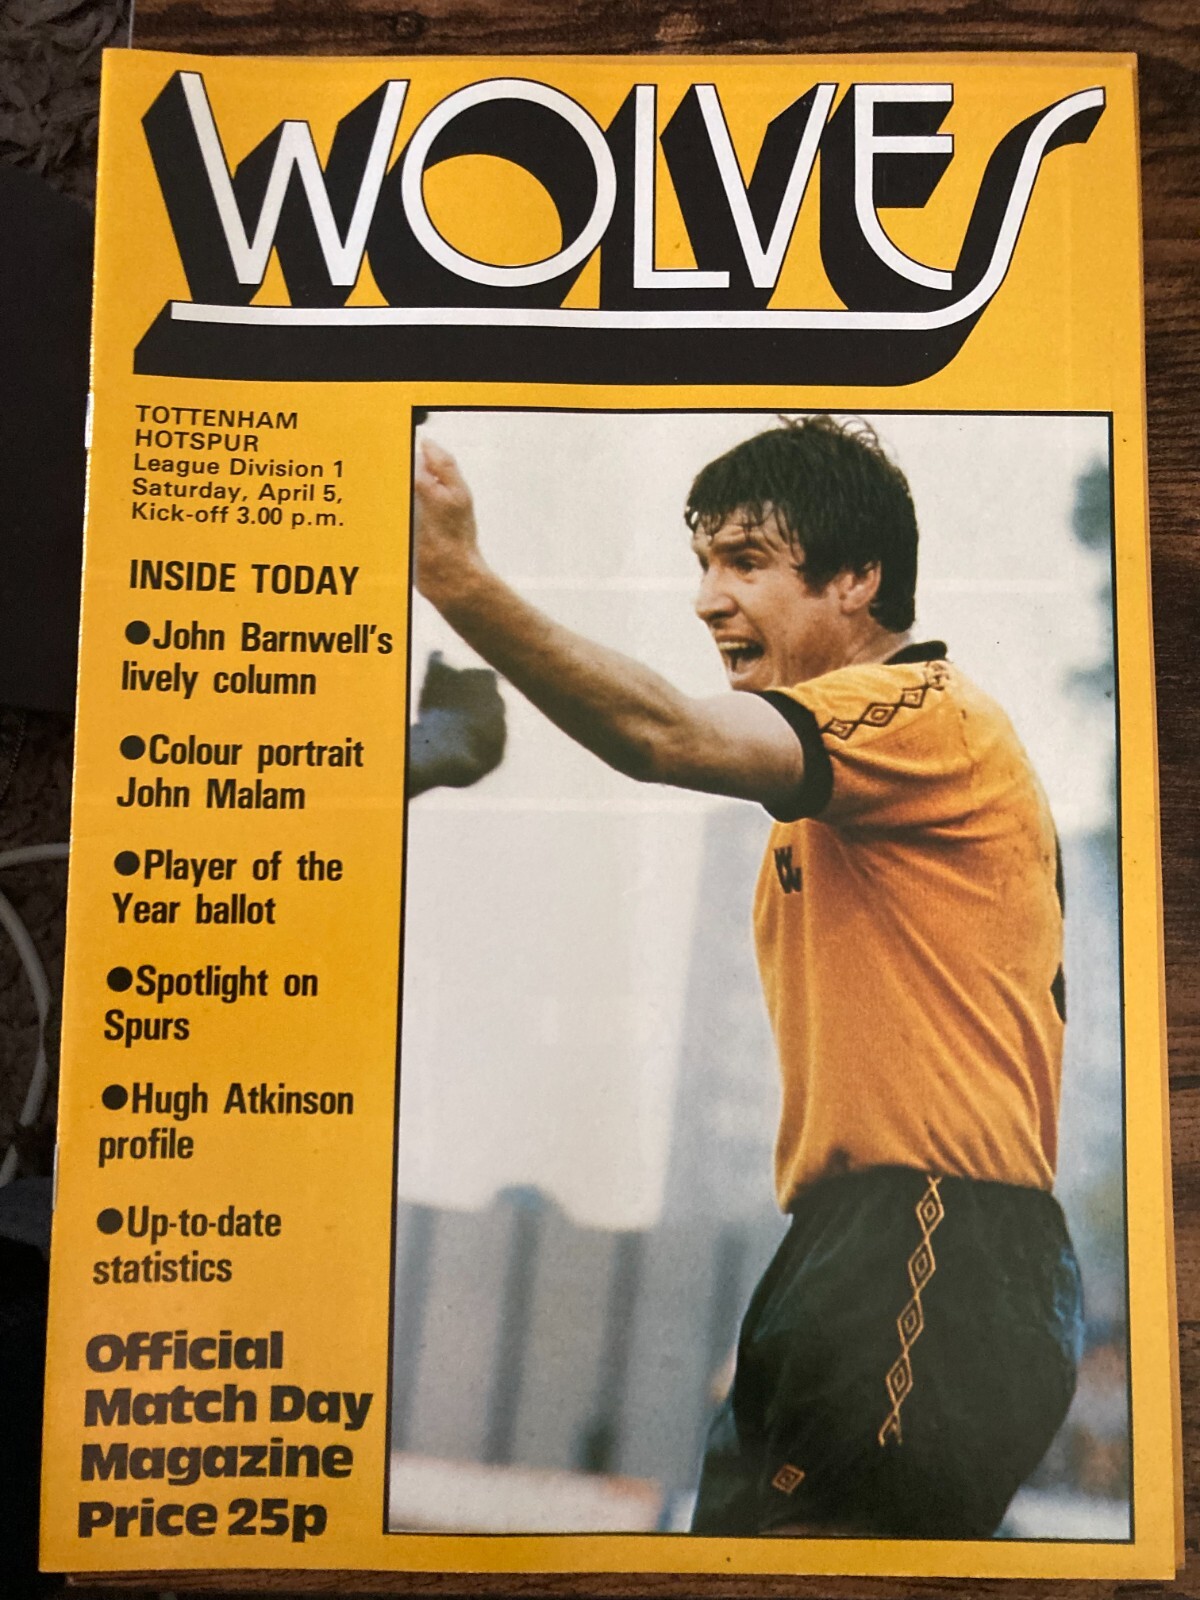 WOLVES
TOTTENHAM
HOTSPUR
League Division 1
Saturday, April 5,
Kick-off 3.00 p.m.
INSIDE TODAY
●John Barnwell's
lively column
●Colour portrait
John Malam
●Player of the
Year ballot
●Spotlight on
Spurs
●Hugh Atkinson
profile
●Up-to-date
statistics
Official
Match Day
Magazine
Price 25p